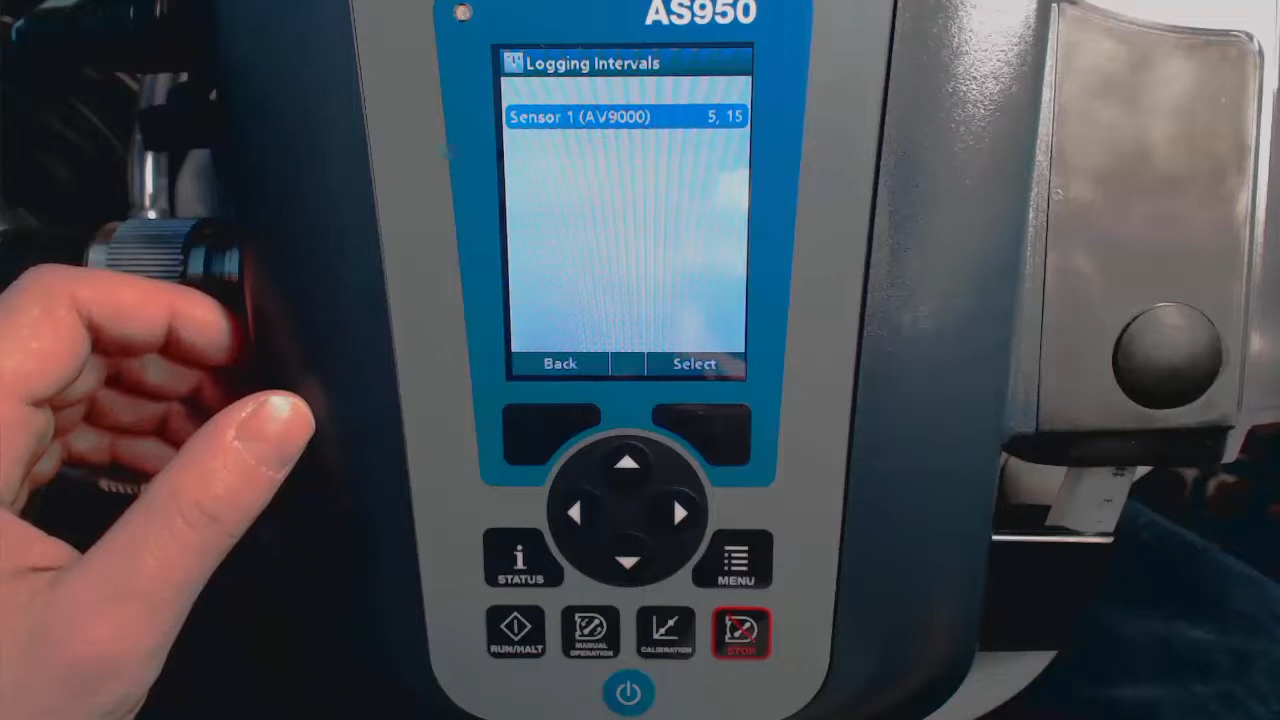 AS950
Logging Intervals
Sensor 1 (AV9000) 5, 15
Back Select
STATUS
MENU
RUN/HALT
MANUAL OPERATION
CALIBRATION
STOP